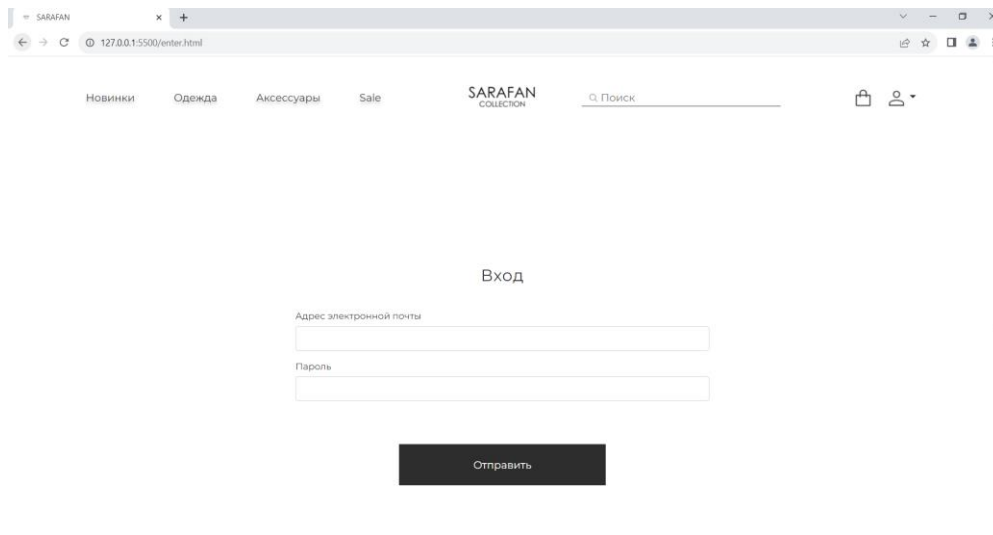 SARAFAN
127.0.0.1:5500/enter.html
Новинки Одежда Аксессуары Sale SARAFAN Поиск
COLLECTION
Вход
Адрес электронной почты
Пароль
Отправить